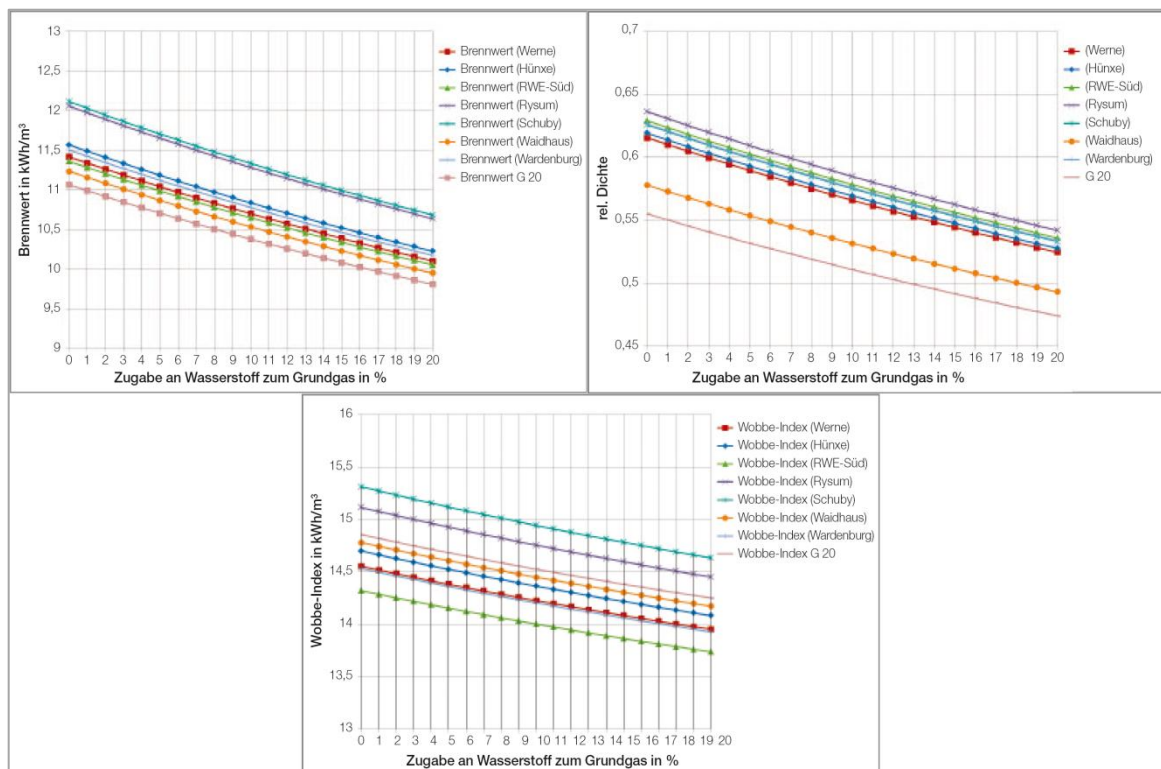 13
12,5
12
11,5
11
10,5
10
9,5
9
Brennwert in kWh/m³
0 1 2 3 4 5 6 7 8 9 10 11 12 13 14 15 16 17 18 19 20
Zugabe an Wasserstoff zum Grundgas in %
Brennwert (Werne)
Brennwert (Hünxe)
Brennwert (RWE-Süd)
Brennwert (Rysum)
Brennwert (Schuby)
Brennwert (Waidhaus)
Brennwert (Wardenburg)
Brennwert G 20
0,7
0,65
0,6
0,55
0,5
0,45
rel. Dichte
0 1 2 3 4 5 6 7 8 9 10 11 12 13 14 15 16 17 18 19 20
Zugabe an Wasserstoff zum Grundgas in %
(Werne)
(Hünxe)
(RWE-Süd)
(Rysum)
(Schuby)
(Waidhaus)
(Wardenburg)
G 20
16
15,5
15
14,5
14
13,5
13
Wobbe-Index in kWh/m³
0 1 2 3 4 5 6 7 8 9 10 11 12 13 14 15 16 17 18 19 20
Zugabe an Wasserstoff zum Grundgas in %
Wobbe-Index (Werne)
Wobbe-Index (Hünxe)
Wobbe-Index (RWE-Süd)
Wobbe-Index (Rysum)
Wobbe-Index (Schuby)
Wobbe-Index (Waidhaus)
Wobbe-Index (Wardenburg)
Wobbe-Index G 20